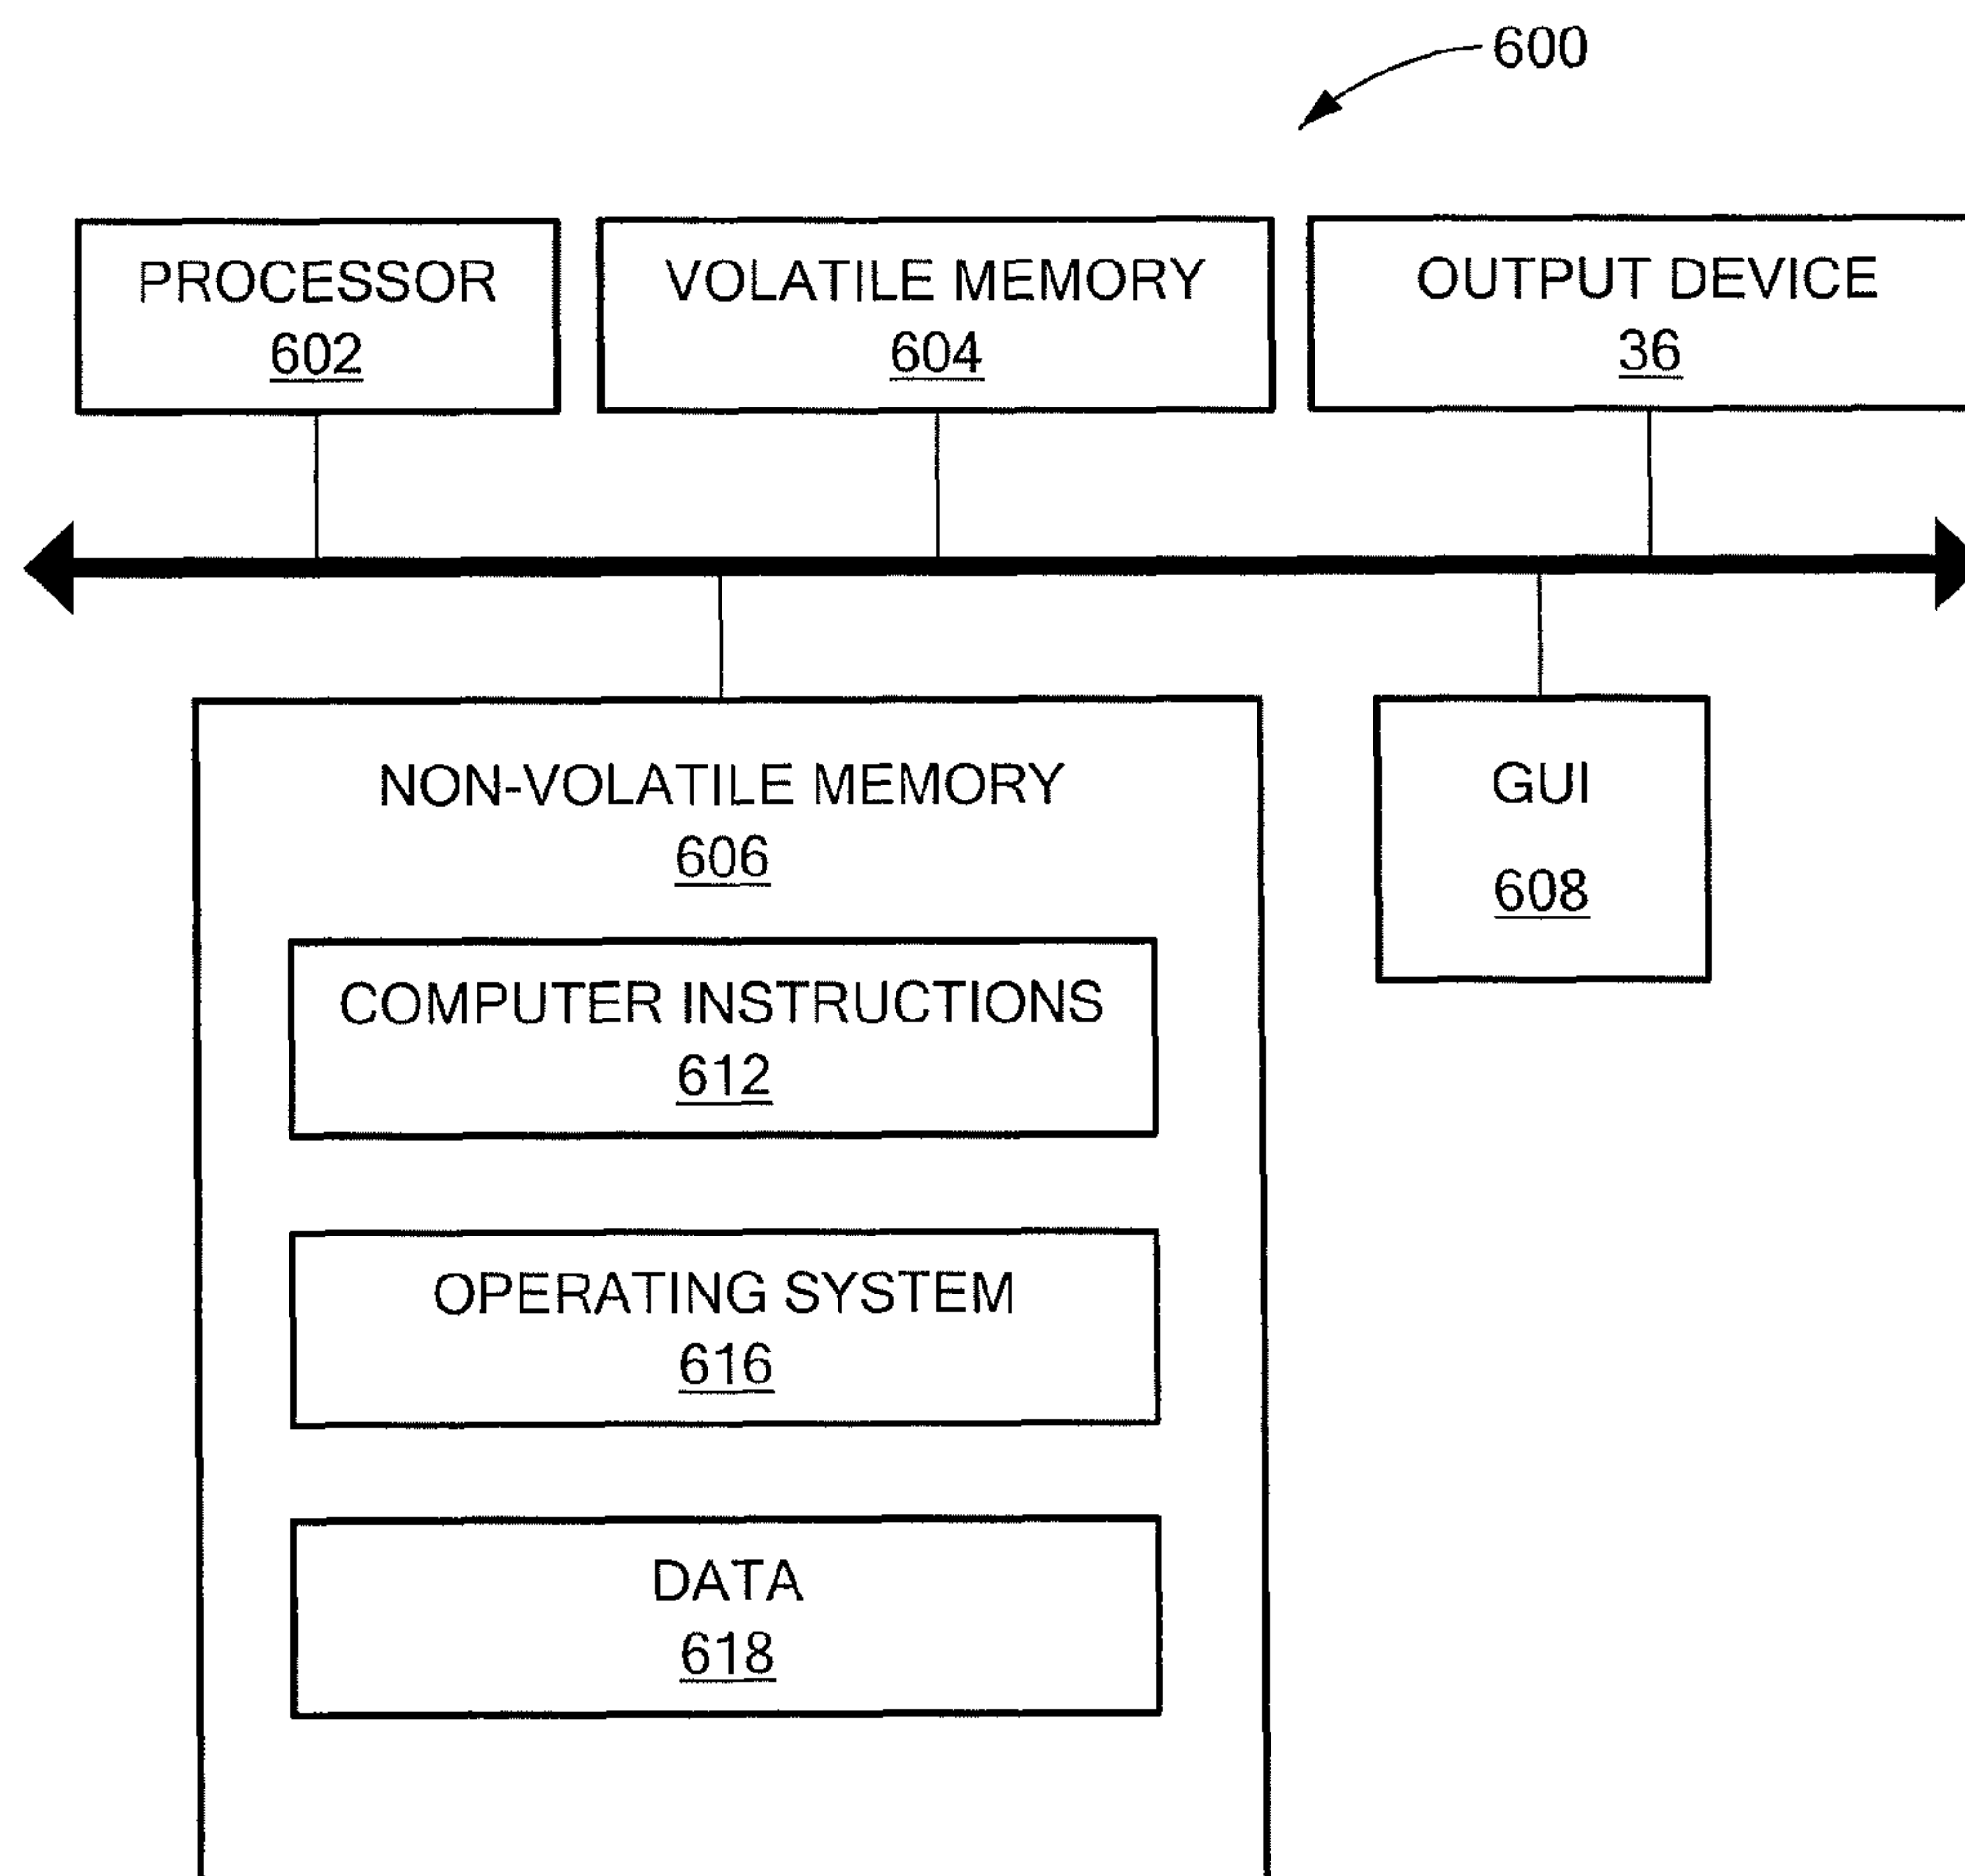 600
PROCESSOR
602
VOLATILE MEMORY
604
OUTPUT DEVICE
36
NON-VOLATILE MEMORY
606
GUI
608
COMPUTER INSTRUCTIONS
612
OPERATING SYSTEM
616
DATA
618